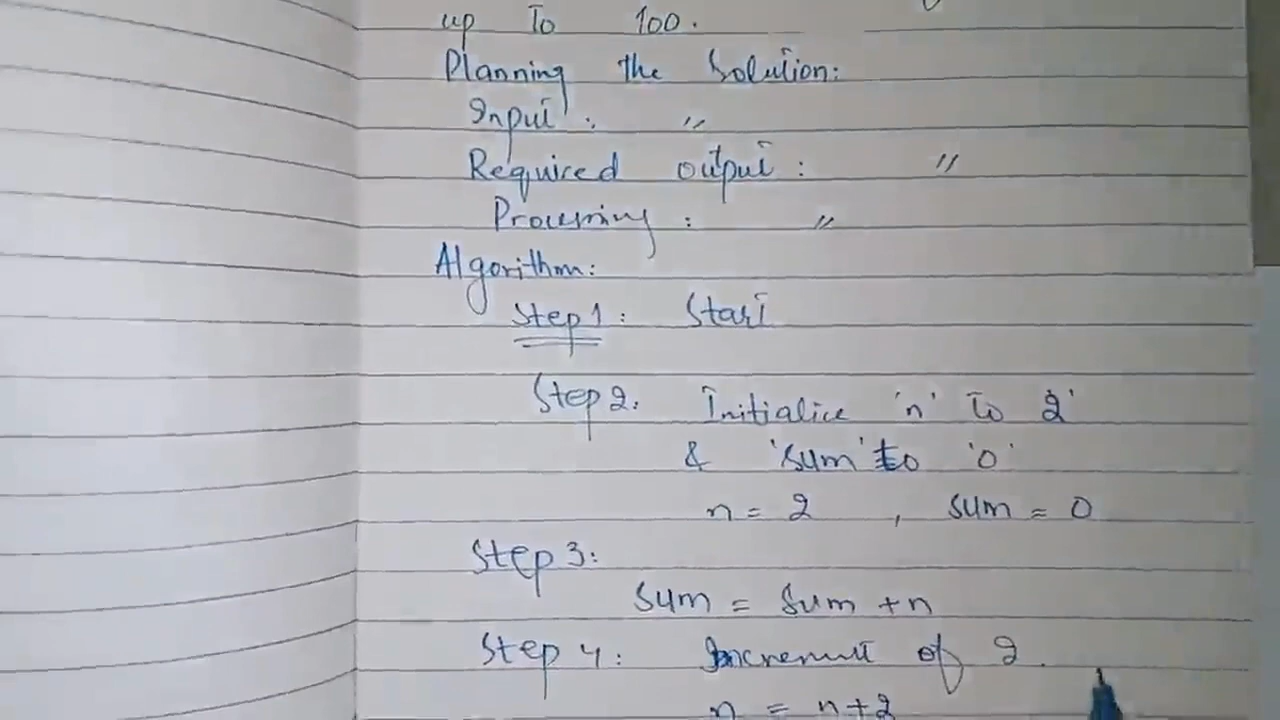 up To 100.
Planning the Solution:
Input : "
Required output : "
Processing : "
Algorithm:
Step 1: Start
Step 2. Initialice 'n' To 2'
& 'Sum' to '0'
n = 2 , sum = 0
Step 3:
Sum = Sum + n
Step 4: Increment of 2.
n = n+2